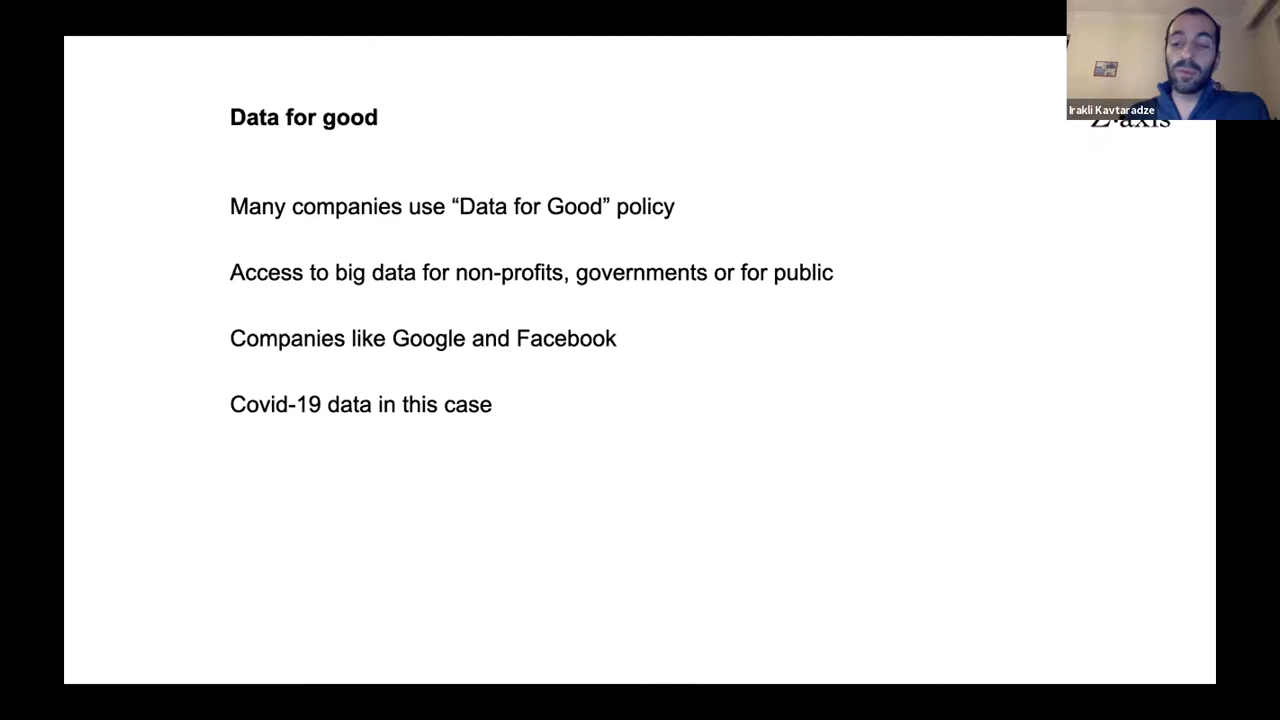 Data for good
Irakli Kavtaradze
Z·axis
Many companies use “Data for Good” policy
Access to big data for non-profits, governments or for public
Companies like Google and Facebook
Covid-19 data in this case